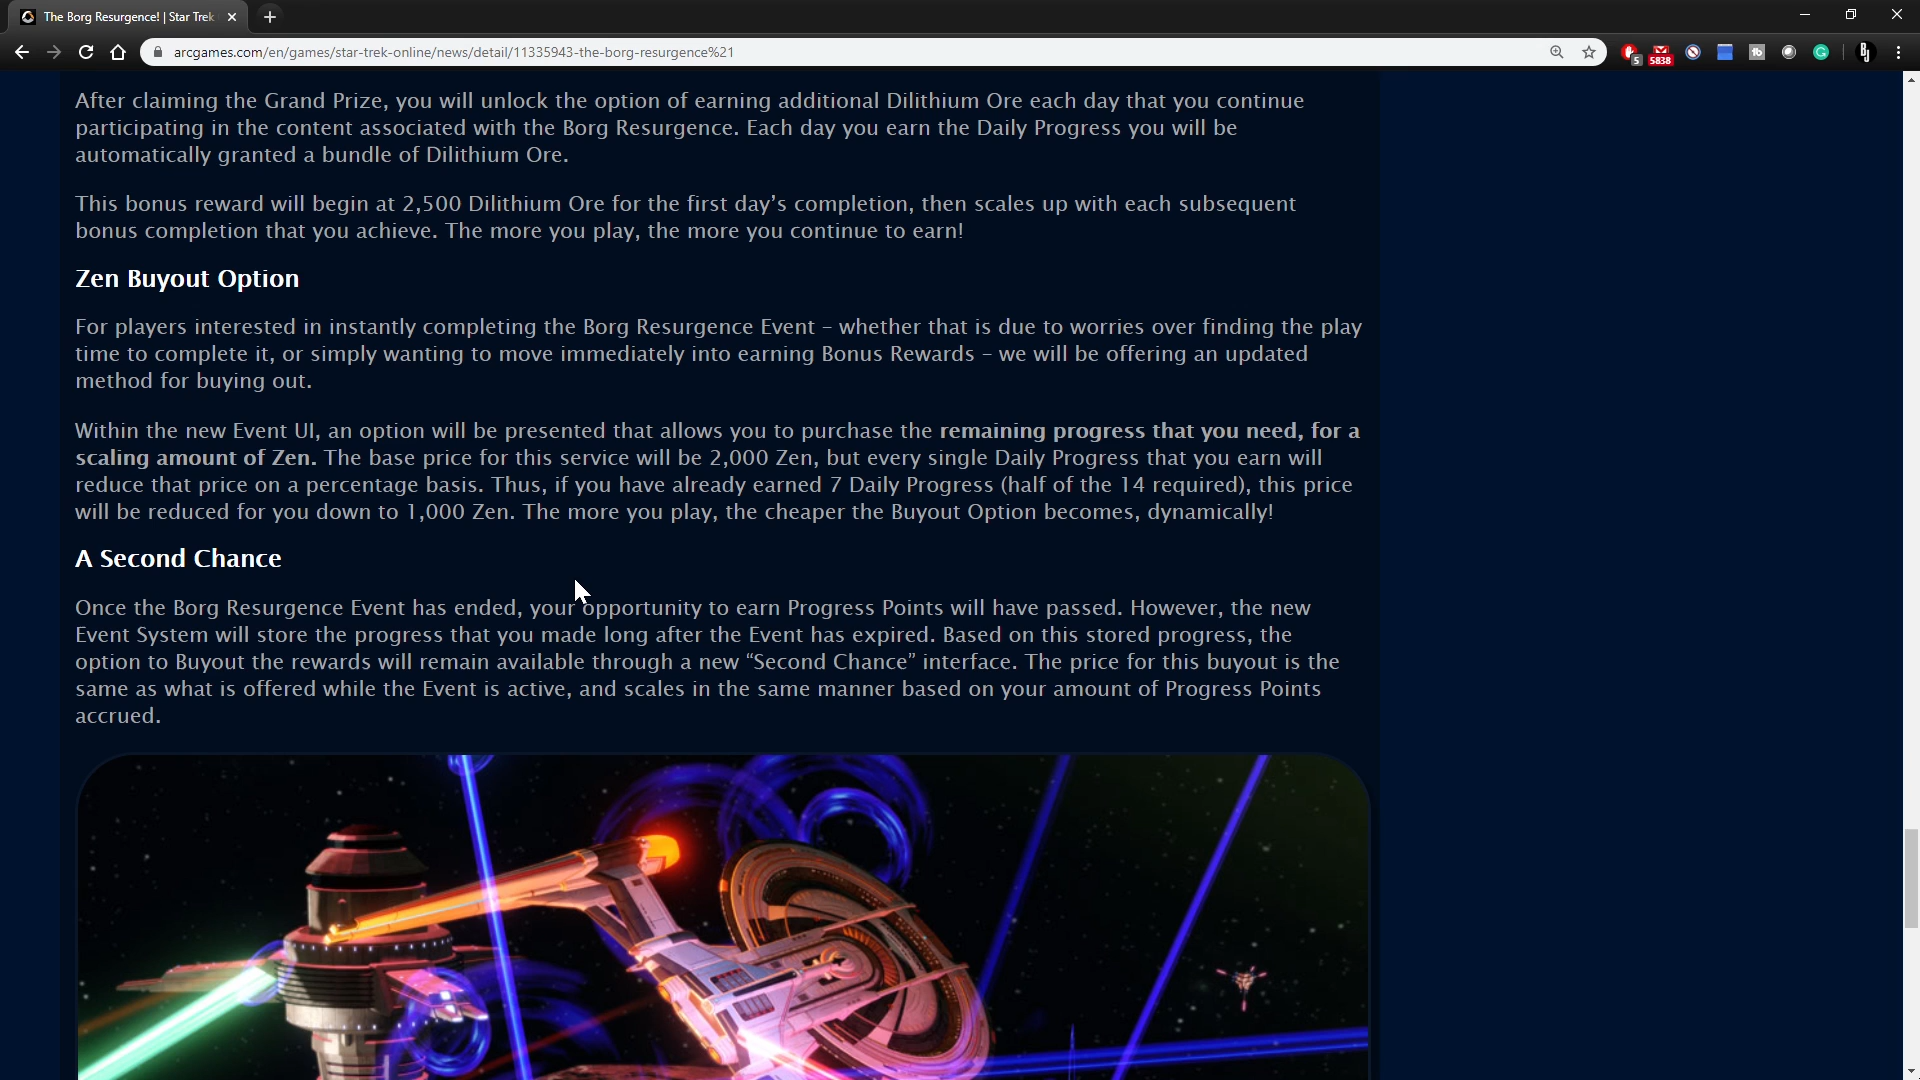 The Borg Resurgence! | Star Trek
arcgames.com/en/games/star-trek-online/news/detail/11335943-the-borg-resurgence%21
5
5838
After claiming the Grand Prize, you will unlock the option of earning additional Dilithium Ore each day that you continue
participating in the content associated with the Borg Resurgence. Each day you earn the Daily Progress you will be
automatically granted a bundle of Dilithium Ore.
This bonus reward will begin at 2,500 Dilithium Ore for the first day’s completion, then scales up with each subsequent
bonus completion that you achieve. The more you play, the more you continue to earn!
Zen Buyout Option
For players interested in instantly completing the Borg Resurgence Event – whether that is due to worries over finding the play
time to complete it, or simply wanting to move immediately into earning Bonus Rewards – we will be offering an updated
method for buying out.
Within the new Event UI, an option will be presented that allows you to purchase the remaining progress that you need, for a
scaling amount of Zen. The base price for this service will be 2,000 Zen, but every single Daily Progress that you earn will
reduce that price on a percentage basis. Thus, if you have already earned 7 Daily Progress (half of the 14 required), this price
will be reduced for you down to 1,000 Zen. The more you play, the cheaper the Buyout Option becomes, dynamically!
A Second Chance
Once the Borg Resurgence Event has ended, your opportunity to earn Progress Points will have passed. However, the new
Event System will store the progress that you made long after the Event has expired. Based on this stored progress, the
option to Buyout the rewards will remain available through a new “Second Chance” interface. The price for this buyout is the
same as what is offered while the Event is active, and scales in the same manner based on your amount of Progress Points
accrued.